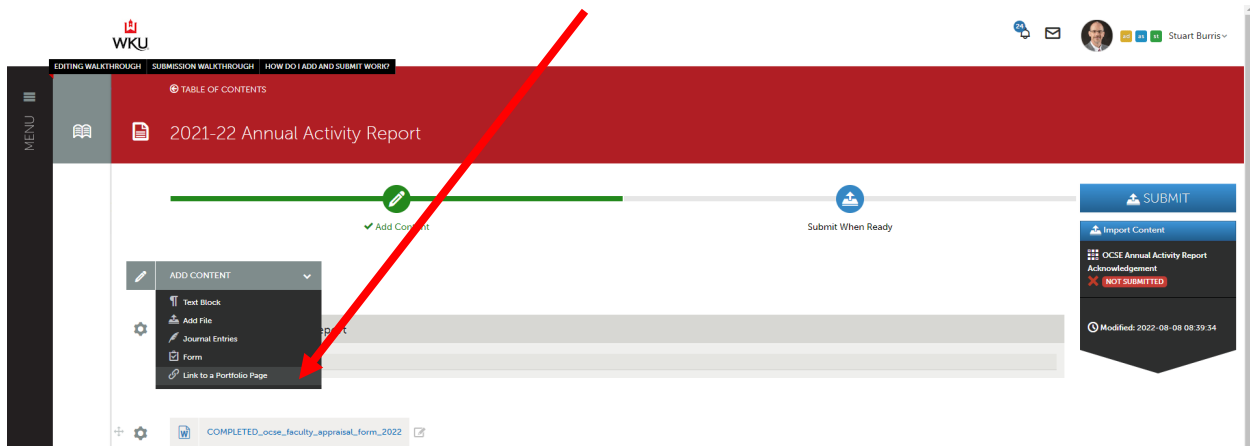 WKU
24
ad as st Stuart Burris
EDITING WALKTHROUGH SUBMISSION WALKTHROUGH HOW DO I ADD AND SUBMIT WORK?
MENU
TABLE OF CONTENTS
2021-22 Annual Activity Report
Add Content
Submit When Ready
SUBMIT
Import Content
OCSE Annual Activity Report
Acknowledgement
NOT SUBMITTED
Modified: 2022-08-08 08:39:34
ADD CONTENT
Text Block
Add File
Journal Entries
Form
Link to a Portfolio Page
COMPLETED_ocse_faculty_appraisal_form_2022